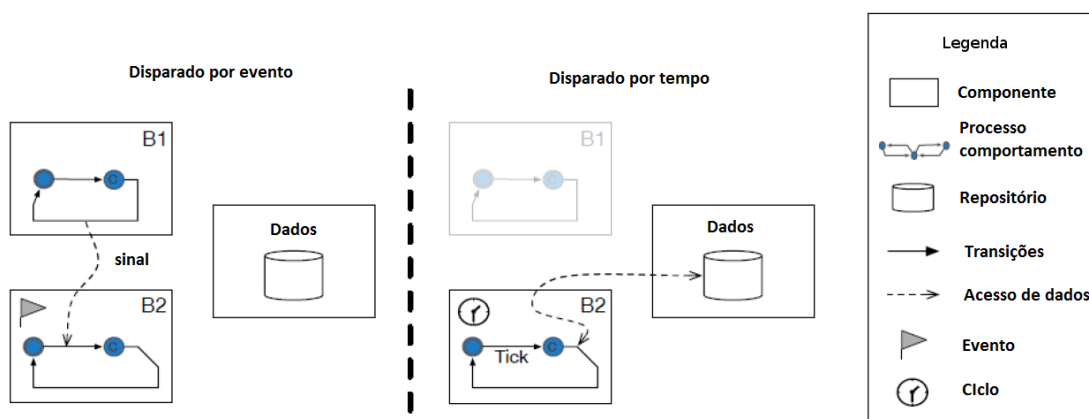 Disparado por evento
B1
C
sinal
B2
C
Dados
Disparado por tempo
B1
C
B2
C
Tick
Dados
Legenda
Componente
Processo
comportamento
Repositório
Transições
Acesso de dados
Evento
CIclo